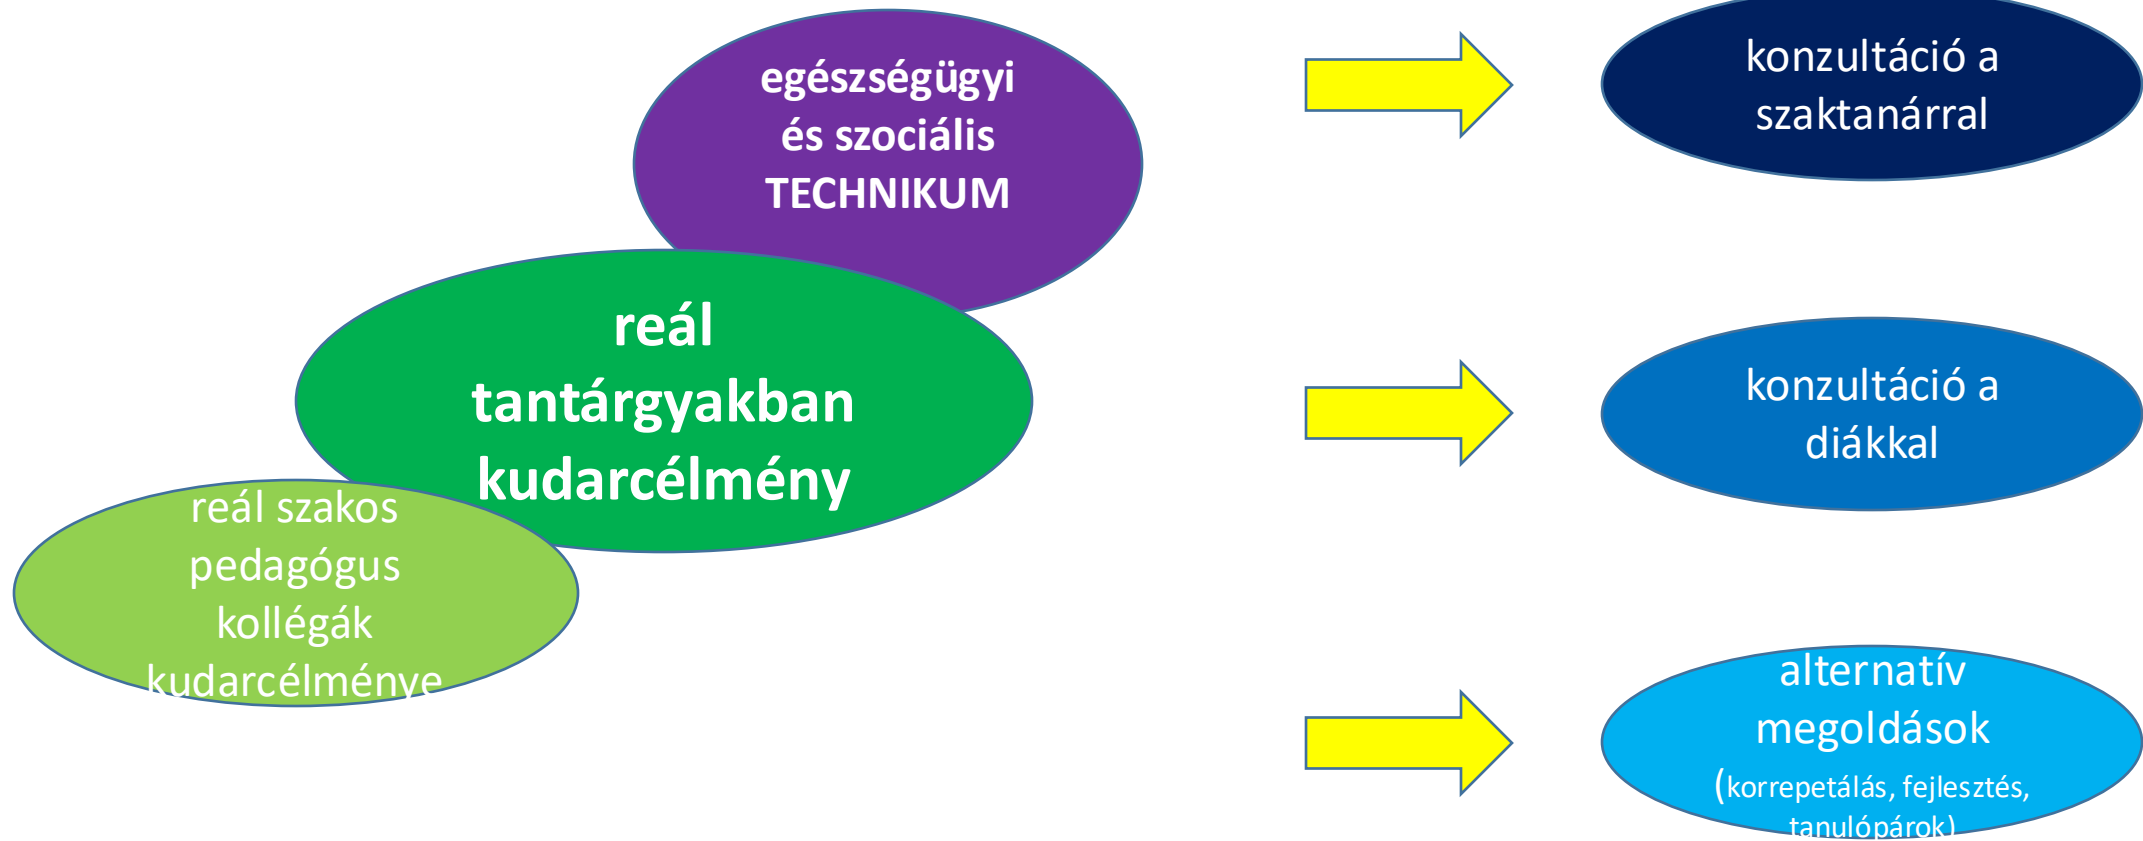 egészségügyi
és szociális
TECHNIKUM
reál
tantárgyakban
kudarcélmény
reál szakos
pedagógus
kollégák
kudarcélménye
konzultáció a
szaktanárral
konzultáció a
diákkal
alternatív
megoldások
(korrepetálás, fejlesztés,
tanulópárok)